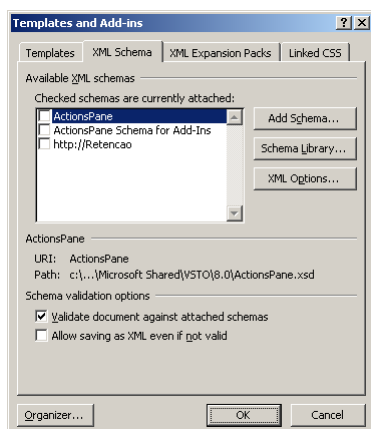 Templates and Add-ins
Templates XML Schema XML Expansion Packs Linked CSS
Available XML schemas
Checked schemas are currently attached:
ActionsPane
ActionsPane Schema for Add-Ins
http://Retencao
Add Schema...
Schema Library...
XML Options...
ActionsPane
URI: ActionsPane
Path: c:\...\Microsoft Shared\VSTO\8.0\ActionsPane.xsd
Schema validation options
Validate document against attached schemas
Allow saving as XML even if not valid
Organizer... OK Cancel